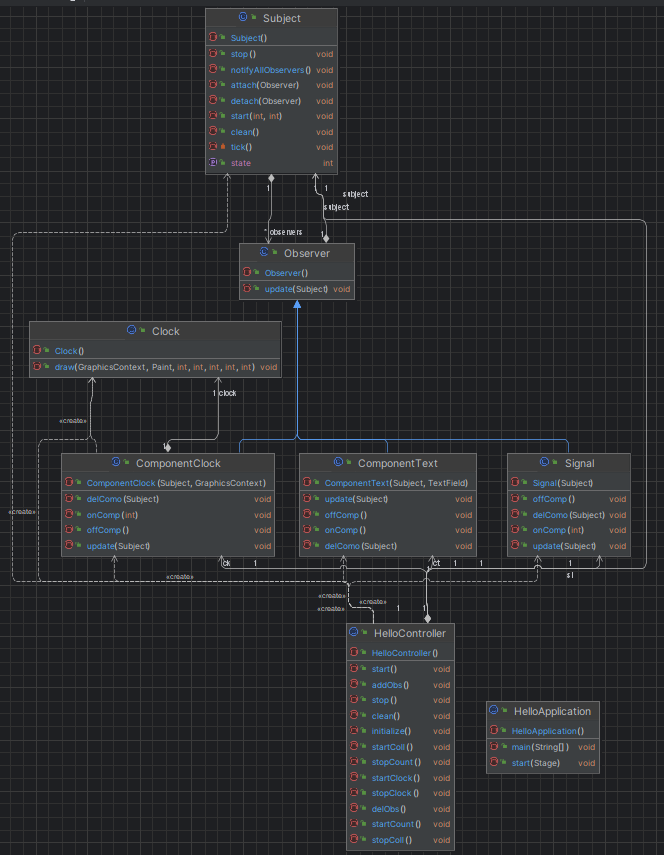 Subject
Subject()
stop() void
notifyAllObservers() void
attach(Observer) void
detach(Observer) void
start(int, int) void
clean() void
tick() void
state int
1 1 subject
subject
* observers 1
Observer
Observer()
update(Subject) void
Clock
Clock()
draw(GraphicsContext, Paint, int, int, int, int, int) void
1 clock
«create»
1
ComponentClock
ComponentClock(Subject, GraphicsContext)
delComo(Subject) void
onComp(int) void
offComp() void
update(Subject) void
ComponentText
ComponentText(Subject, TextField)
update(Subject) void
offComp() void
onComp() void
delComo(Subject) void
Signal
Signal(Subject)
offComp() void
delComo(Subject) void
onComp(int) void
update(Subject) void
«create»
ck 1 ct 1 1 1
«create» sl
«create» «create»
«create» 1 1
HelloController
HelloController()
start() void
addObs() void
stop() void
clean() void
initialize() void
startColl() void
stopCount() void
startClock() void
stopClock() void
delObs() void
startCount() void
stopColl() void
HelloApplication
HelloApplication()
main(String[]) void
start(Stage) void